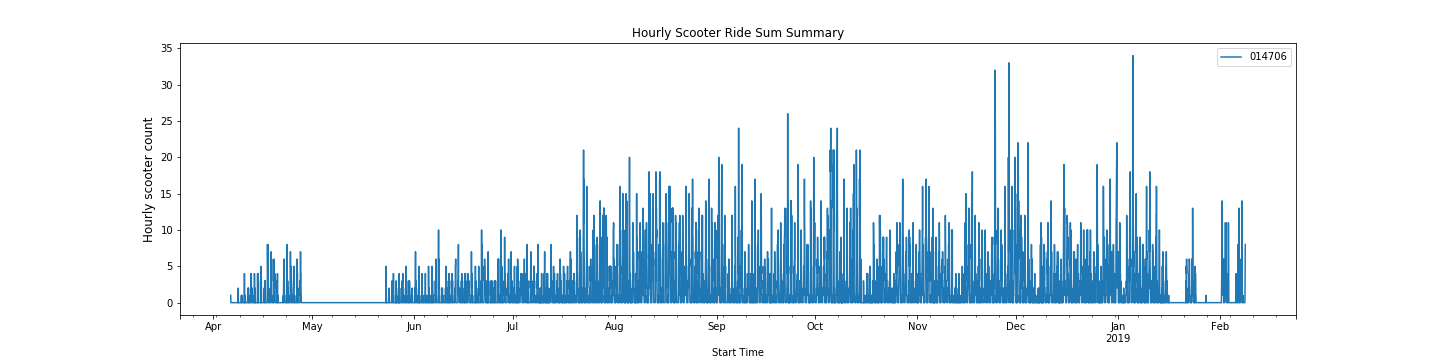 Hourly Scooter Ride Sum Summary
014706
Hourly scooter count
35
30
25
20
15
10
5
0
Apr May Jun Jul Aug Sep Oct Nov Dec Jan Feb
2019
Start Time